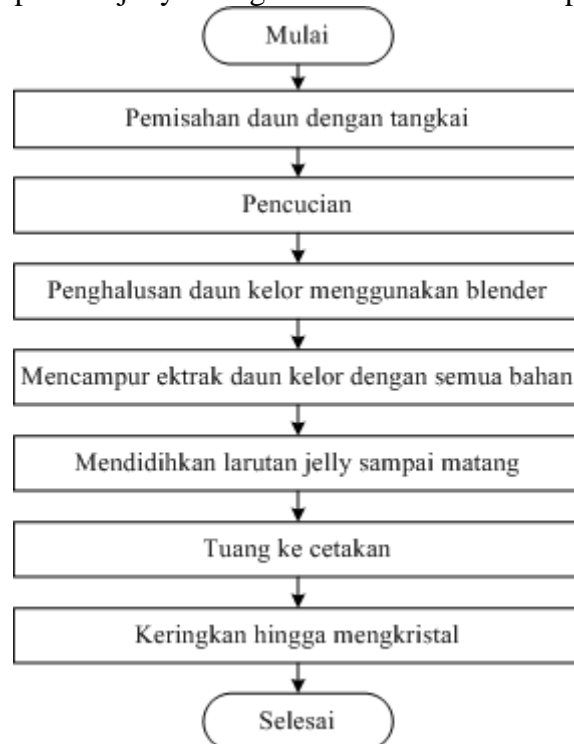 Mulai
Pemisahan daun dengan tangkai
Pencucian
Penghalusan daun kelor menggunakan blender
Mencampur ektrak daun kelor dengan semua bahan
Mendidihkan larutan jelly sampai matang
Tuang ke cetakan
Keringkan hingga mengkristal
Selesai